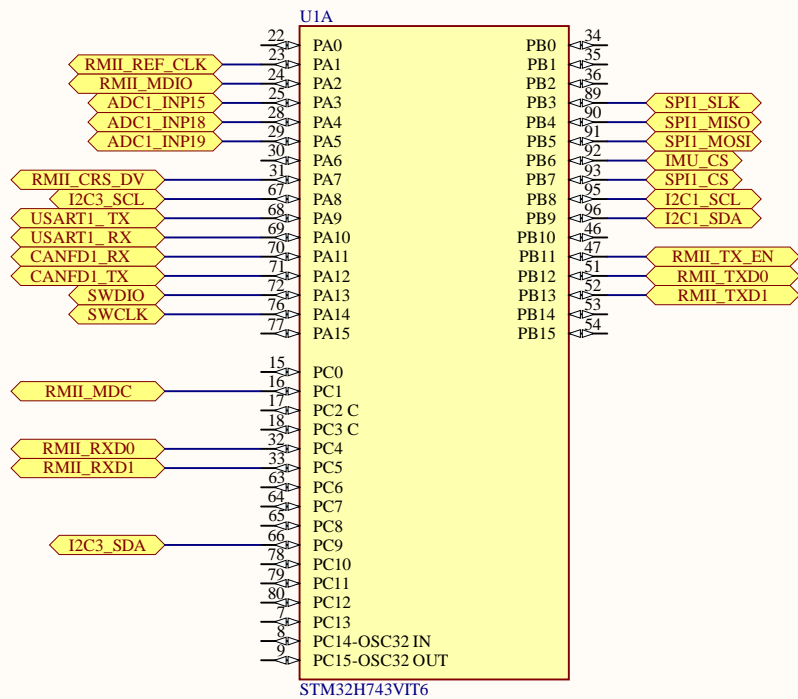 U1A
22 PA0 PB0 34
RMII_REF_CLK 23 PA1 PB1 35
RMII_MDIO 24 PA2 PB2 36
ADC1_INP15 25 PA3 PB3 89 SPI1_SLK
ADC1_INP18 28 PA4 PB4 90 SPI1_MISO
ADC1_INP19 29 PA5 PB5 91 SPI1_MOSI
30 PA6 PB6 92 IMU_CS
RMII_CRS_DV 31 PA7 PB7 93 SPI1_CS
I2C3_SCL 67 PA8 PB8 95 I2C1_SCL
USART1_TX 68 PA9 PB9 96 I2C1_SDA
USART1_RX 69 PA10 PB10 46
CANFD1_RX 70 PA11 PB11 47 RMII_TX_EN
CANFD1_TX 71 PA12 PB12 51 RMII_TXD0
SWDIO 72 PA13 PB13 52 RMII_TXD1
SWCLK 76 PA14 PB14 53
77 PA15 PB15 54
15 PC0
RMII_MDC 16 PC1
17 PC2 C
18 PC3 C
RMII_RXD0 32 PC4
RMII_RXD1 33 PC5
63 PC6
64 PC7
65 PC8
I2C3_SDA 66 PC9
78 PC10
79 PC11
80 PC12
7 PC13
8 PC14-OSC32 IN
9 PC15-OSC32 OUT
STM32H743VIT6